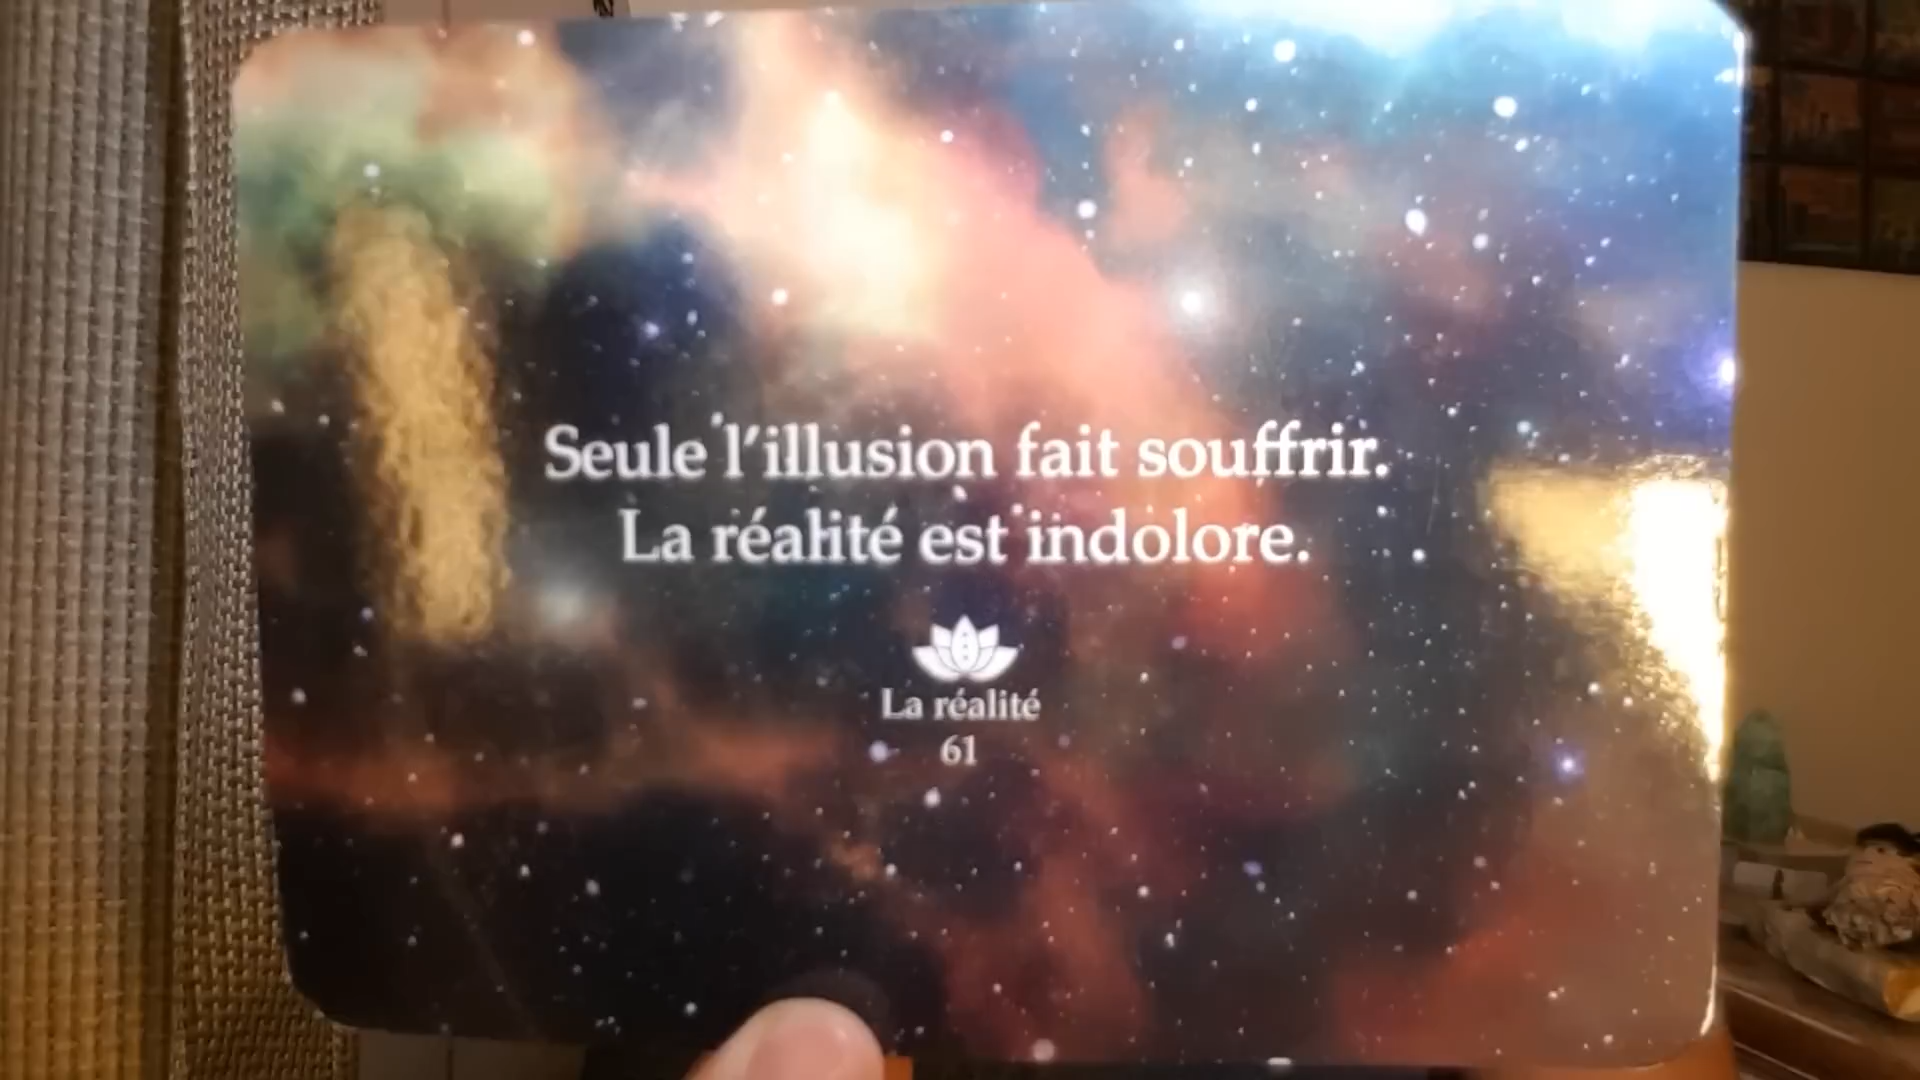 Seule l'illusion fait souffrir.
La réalité est indolore.
La réalité
61